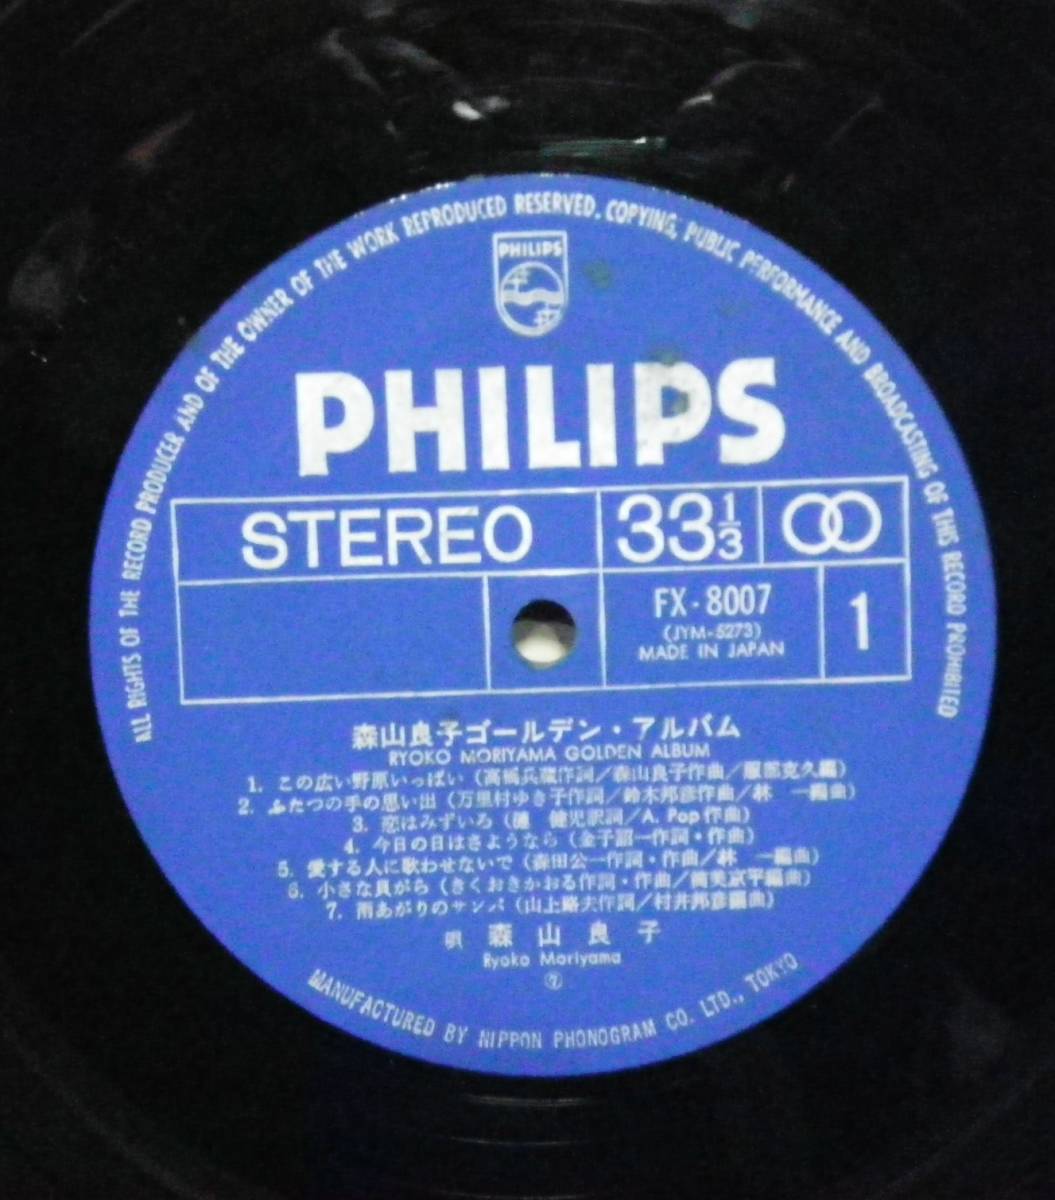 ALL RIGHTS OF THE RECORD PRODUCER AND OF THE OWNER OF THE WORK REPRODUCED RESERVED. COPYING, PUBLIC PERFORMANCE AND BROADCASTING OF THIS RECORD PROHIBITED
PHILIPS
PHILIPS
STEREO 33 1/3
FX-8007 1
(JYM-5273)
MADE IN JAPAN
森山良子ゴールデン・アルバム
RYOKO MORIYAMA GOLDEN ALBUM
1. この広い野原いっぱい (高橋兵蔵作詞/森山良子作曲/服部克久編)
2. ふたつの手の思い出 (万里村ゆき子作詞/鈴木邦彦作曲/林 一編曲)
3. 恋はみずいろ (漣 健児訳詞/A. Pop作曲)
4. 今日の日はさようなら (金子詔一作詞・作曲)
5. 愛する人に歌わせないで (森田公一作詞・作曲/林 一編曲)
6. 小さな貝がら (きくおきかおる作詞・作曲/筒美京平編曲)
7. 雨あがりのサンバ (山上路夫作詞/村井邦彦編曲)
唄 森山良子
Ryoko Moriyama
⑦
MANUFACTURED BY NIPPON PHONOGRAM CO. LTD., TOKYO